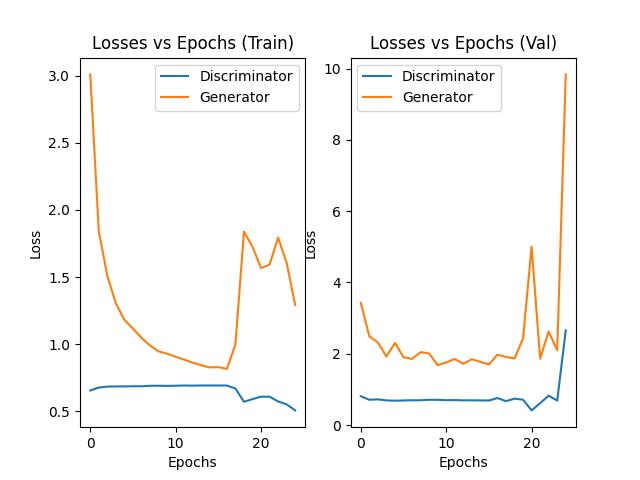 Losses vs Epochs (Train)
Loss
3.0
2.5
2.0
1.5
1.0
0.5
Discriminator
Generator
0
10
20
Epochs
Losses vs Epochs (Val)
Loss
10
8
6
4
2
0
Discriminator
Generator
0
10
20
Epochs